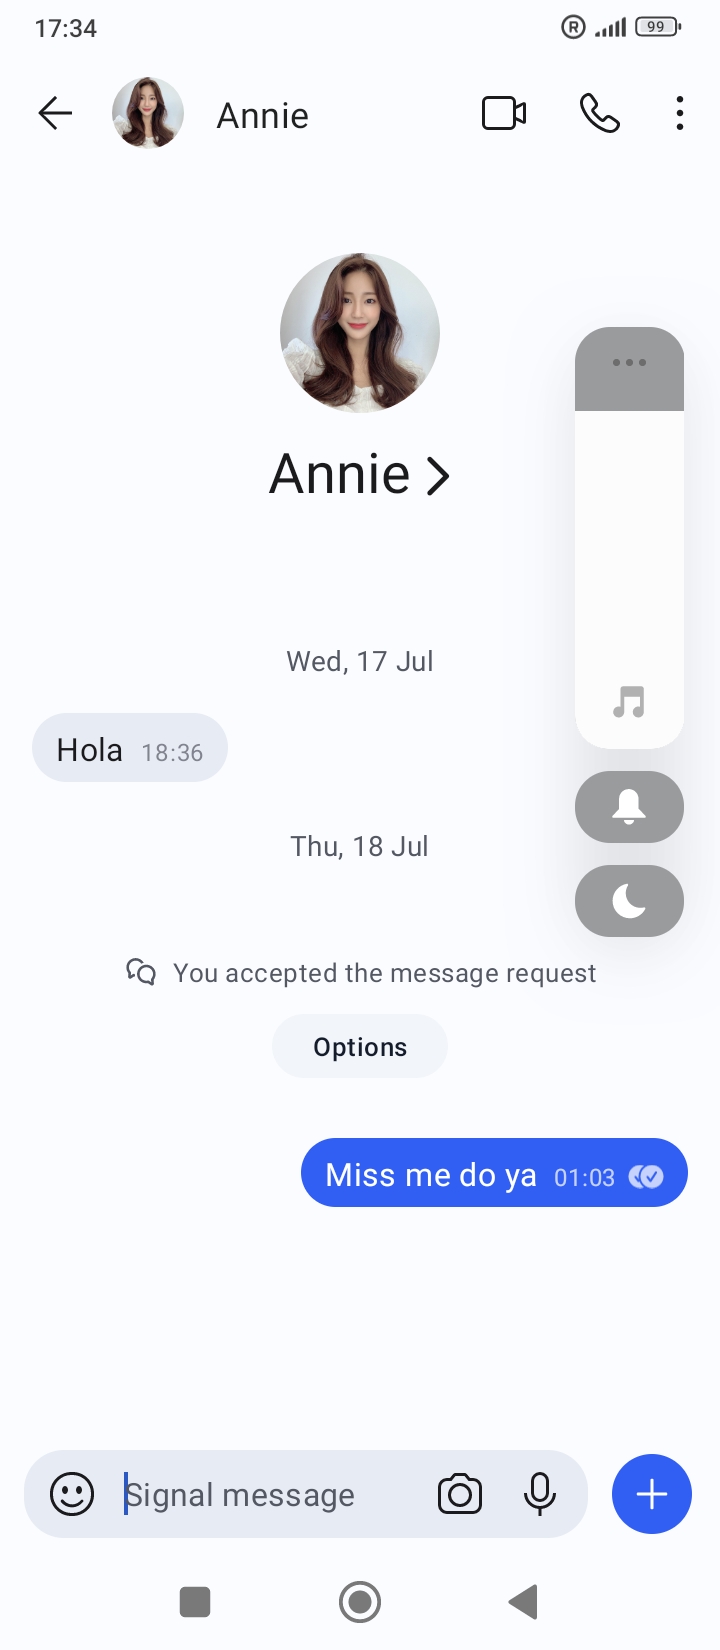 17:34
R
99
Annie
Annie
Wed, 17 Jul
Hola 18:36
Thu, 18 Jul
You accepted the message request
Options
Miss me do ya 01:03
Signal message